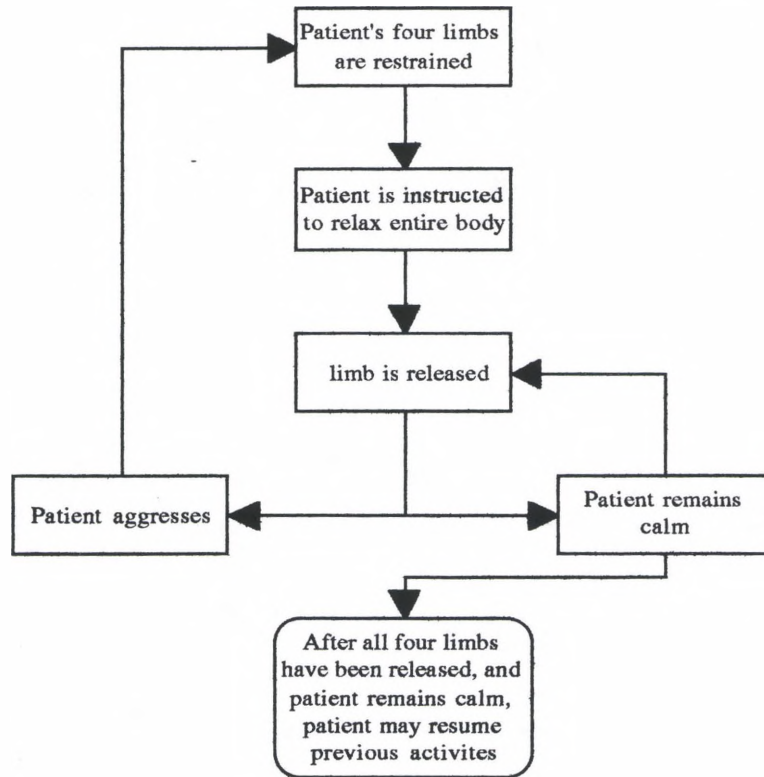 Patient's four limbs
are restrained
Patient is instructed
to relax entire body
limb is released
Patient aggresses
Patient remains
calm
After all four limbs
have been released, and
patient remains calm,
patient may resume
previous activites